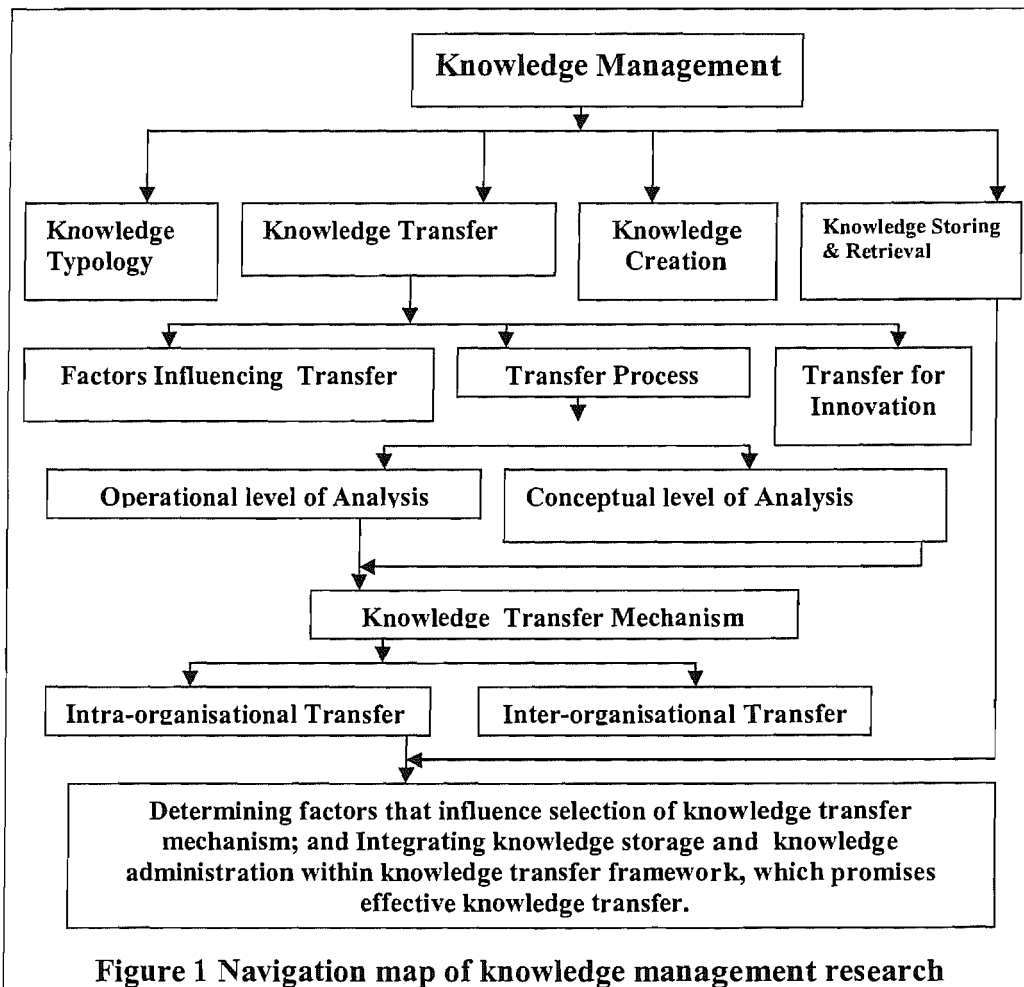 Knowledge Management
Knowledge
Typology
Knowledge Transfer
Knowledge
Creation
Knowledge Storing
& Retrieval
Factors Influencing Transfer
Transfer Process
Transfer for
Innovation
Operational level of Analysis
Conceptual level of Analysis
Knowledge Transfer Mechanism
Intra-organisational Transfer
Inter-organisational Transfer
Determining factors that influence selection of knowledge transfer
mechanism; and Integrating knowledge storage and knowledge
administration within knowledge transfer framework, which promises
effective knowledge transfer.
Figure 1 Navigation map of knowledge management research